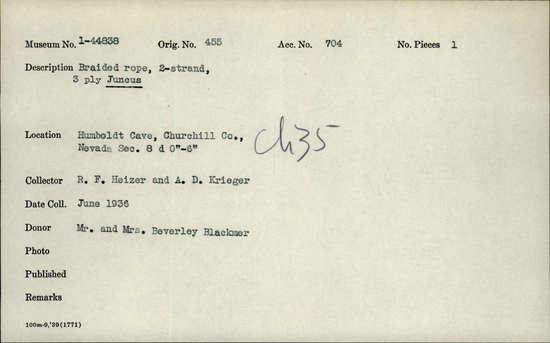 Museum No. 1-44838 Orig. No. 455 Acc. No. 704 No. Pieces 1
Description Braided rope, 2-strand,
3 ply Juncus
Location Humboldt Cave, Churchill Co.,
Nevada Sec. 8 d 0"-6"
Ch35
Collector R. F. Heizer and A. D. Krieger
Date Coll. June 1936
Donor Mr. and Mrs. Beverley Blackmer
Photo
Published
Remarks
100m-9,'39(1771)